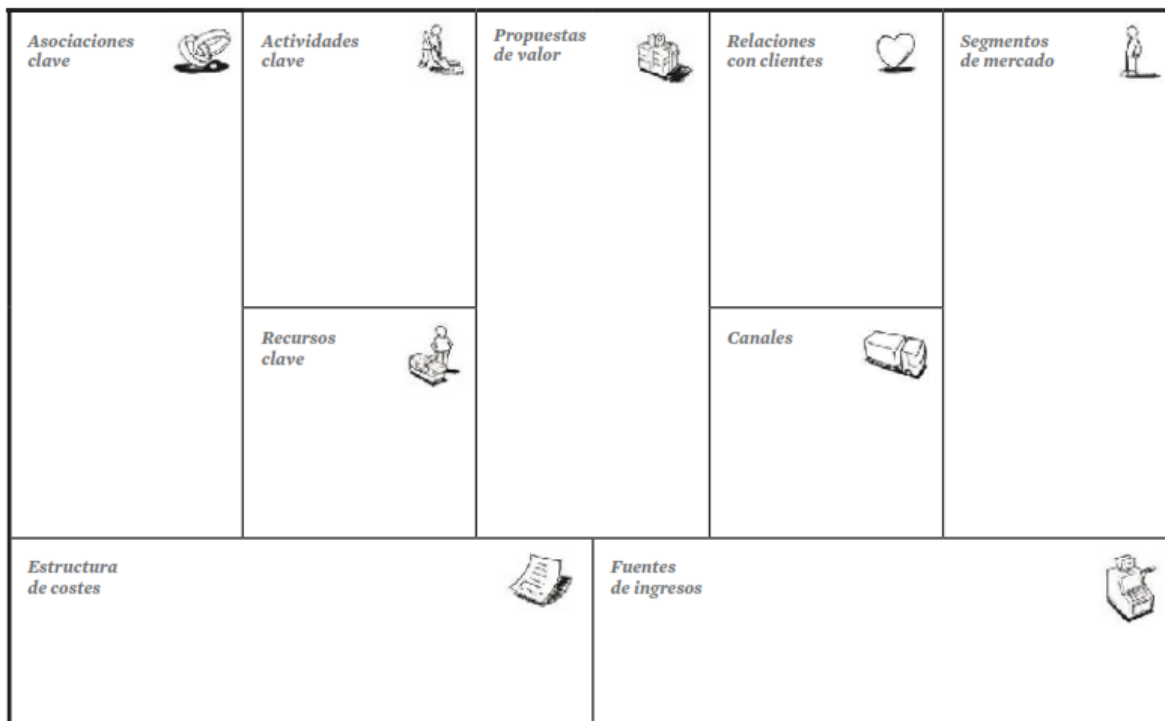 Asociaciones
clave
Actividades
clave
Propuestas
de valor
Relaciones
con clientes
Segmentos
de mercado
Recursos
clave
Canales
Estructura
de costes
Fuentes
de ingresos